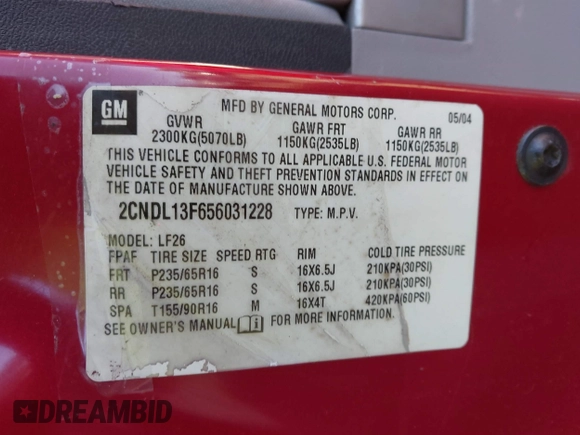 GM
MFD BY GENERAL MOTORS CORP. 05/04
GVWR GAWR FRT GAWR RR
2300KG(5070LB) 1150KG(2535LB) 1150KG(2535LB)
THIS VEHICLE CONFORMS TO ALL APPLICABLE U.S. FEDERAL MOTOR
VEHICLE SAFETY AND THEFT PREVENTION STANDARDS IN EFFECT ON
THE DATE OF MANUFACTURE SHOWN ABOVE.
2CNDL13F656031228 TYPE: M.P.V.
MODEL: LF26
FPAF TIRE SIZE SPEED RTG RIM COLD TIRE PRESSURE
FRT P235/65R16 S 16X6.5J 210KPA(30PSI)
RR P235/65R16 S 16X6.5J 210KPA(30PSI)
SPA T155/90R16 M 16X4T 420KPA(60PSI)
SEE OWNER'S MANUAL FOR MORE INFORMATION.
DREAMBID